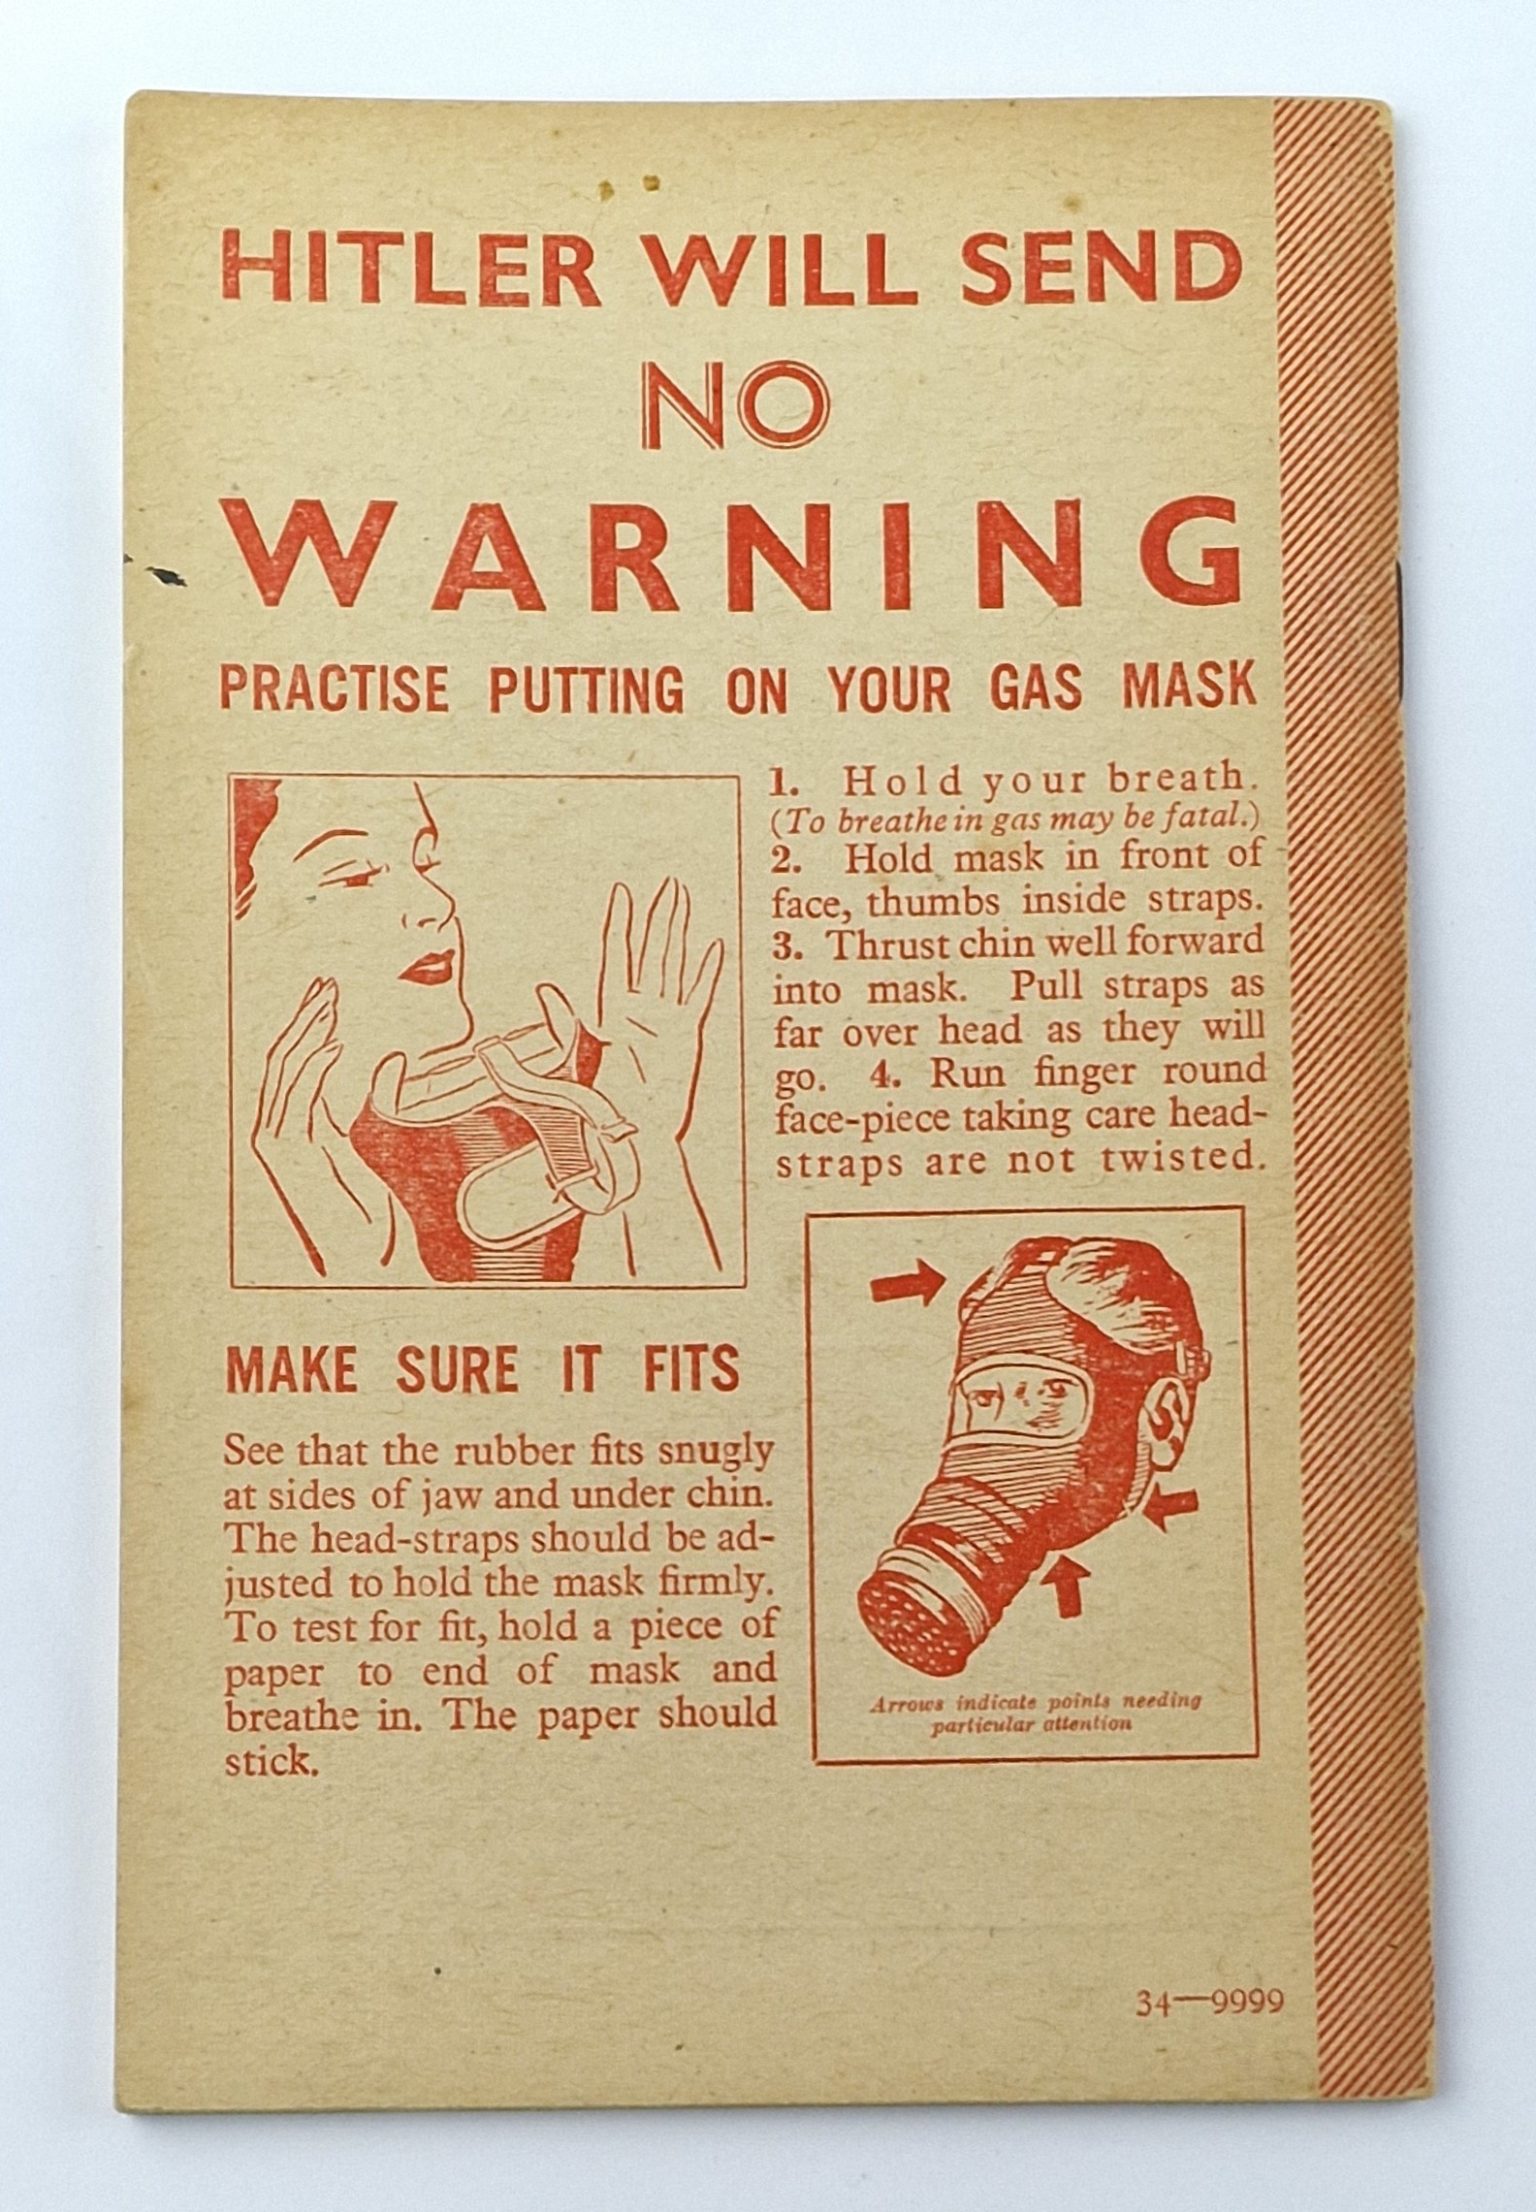 HITLER WILL SEND
NO
WARNING
PRACTISE PUTTING ON YOUR GAS MASK
1. Hold your breath.
(To breathe in gas may be fatal.)
2. Hold mask in front of
face, thumbs inside straps.
3. Thrust chin well forward
into mask. Pull straps as
far over head as they will
go. 4. Run finger round
face-piece taking care head-
straps are not twisted.
MAKE SURE IT FITS
See that the rubber fits snugly
at sides of jaw and under chin.
The head-straps should be ad-
justed to hold the mask firmly.
To test for fit, hold a piece of
paper to end of mask and
breathe in. The paper should
stick.
Arrows indicate points needing
particular attention
34—9999